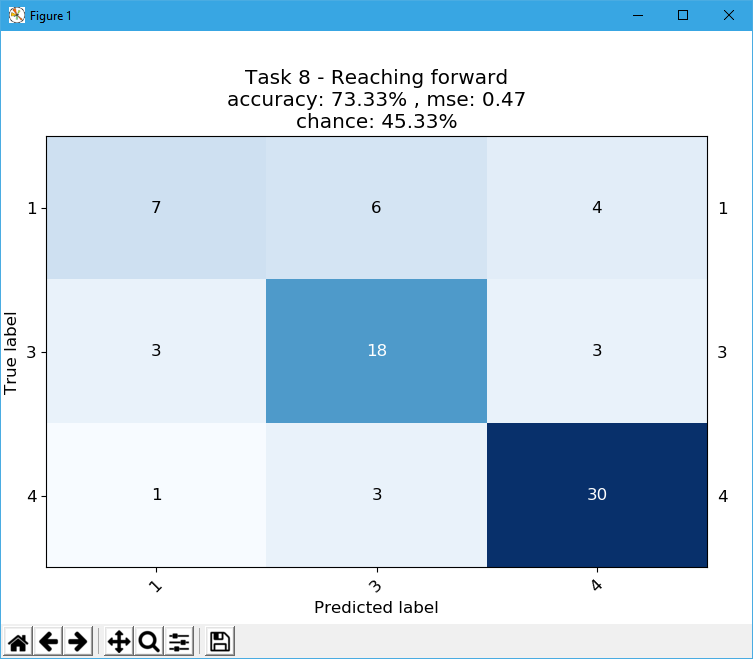 Figure 1
Task 8 - Reaching forward
accuracy: 73.33% , mse: 0.47
chance: 45.33%
1 7 6 4 1
3 3 18 3 3
4 1 3 30 4
True label
1 3 4
Predicted label